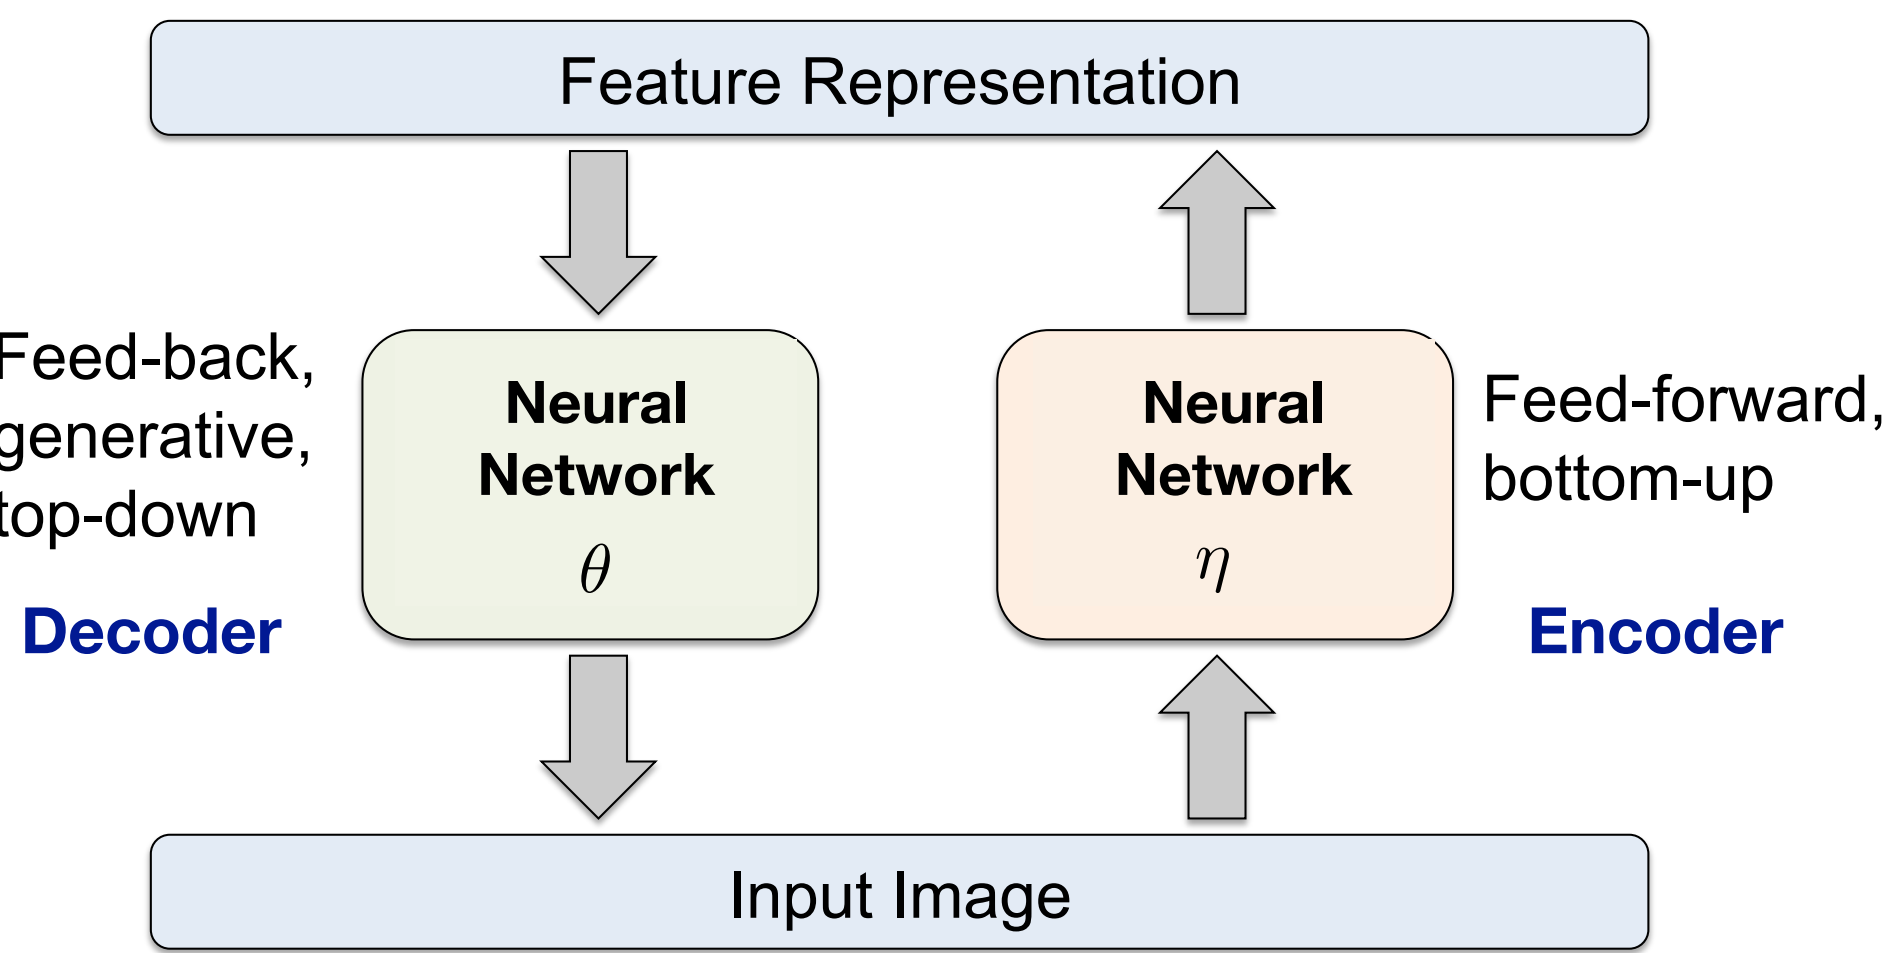 Feature Representation
Feed-back,
generative,
top-down
Decoder
Neural
Network
θ
Neural
Network
η
Feed-forward,
bottom-up
Encoder
Input Image